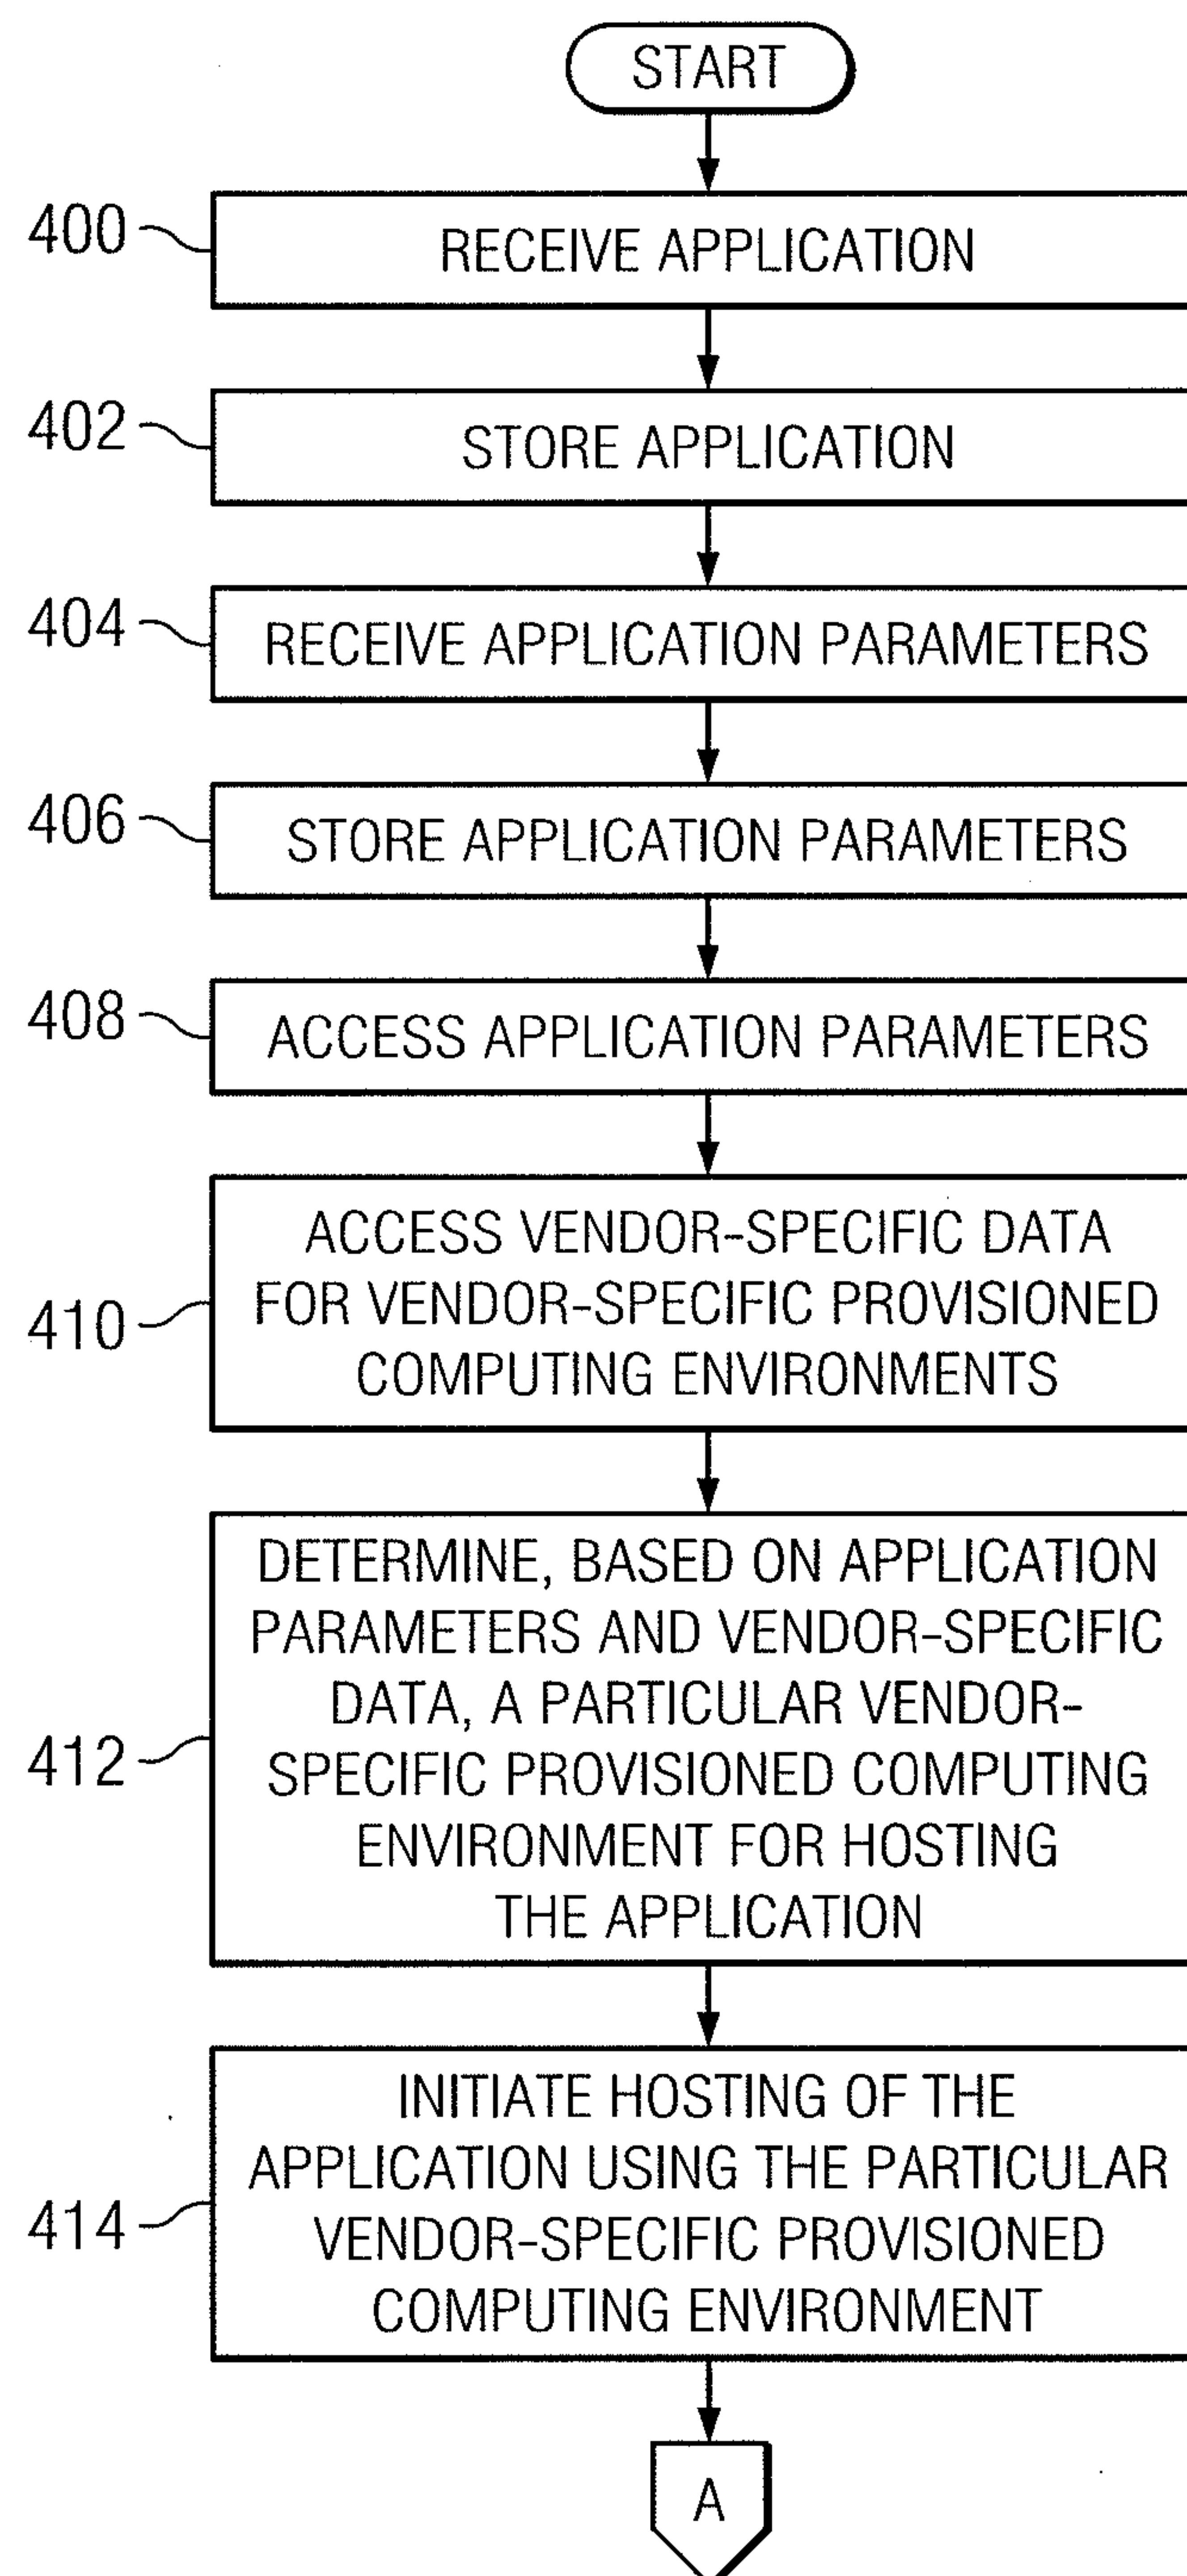 START
400
RECEIVE APPLICATION
402
STORE APPLICATION
404
RECEIVE APPLICATION PARAMETERS
406
STORE APPLICATION PARAMETERS
408
ACCESS APPLICATION PARAMETERS
410
ACCESS VENDOR-SPECIFIC DATA
FOR VENDOR-SPECIFIC PROVISIONED
COMPUTING ENVIRONMENTS
412
DETERMINE, BASED ON APPLICATION
PARAMETERS AND VENDOR-SPECIFIC
DATA, A PARTICULAR VENDOR-
SPECIFIC PROVISIONED COMPUTING
ENVIRONMENT FOR HOSTING
THE APPLICATION
414
INITIATE HOSTING OF THE
APPLICATION USING THE PARTICULAR
VENDOR-SPECIFIC PROVISIONED
COMPUTING ENVIRONMENT
A